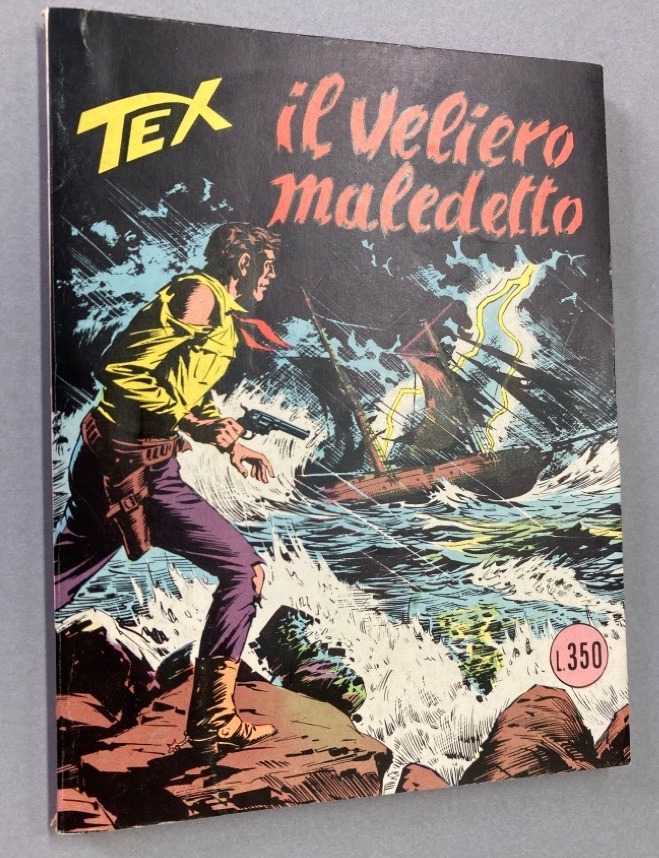 TEX
il veliero
maledetto
L.350